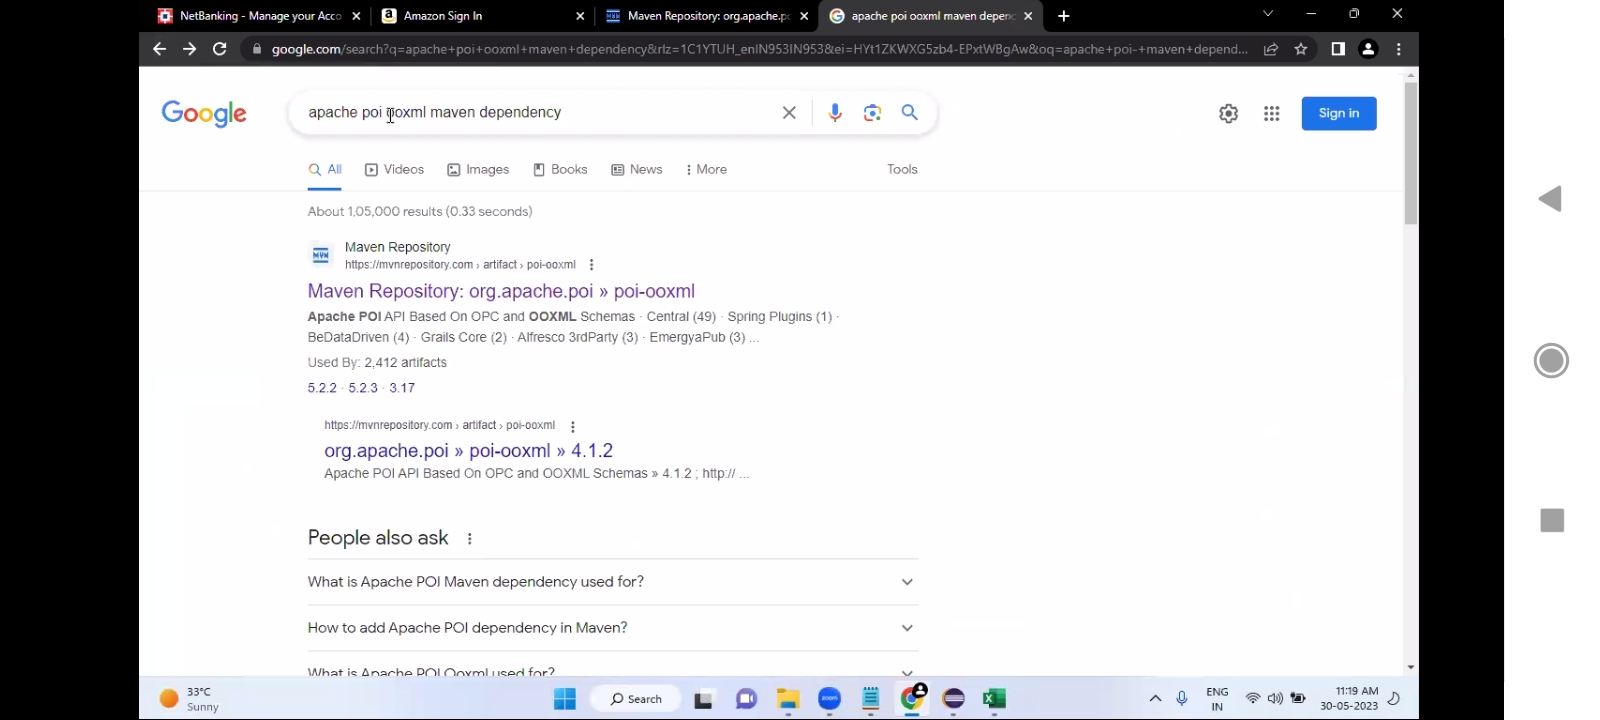 NetBanking - Manage your Acco
Amazon Sign In
Maven Repository: org.apache.po
apache poi ooxml maven depend
google.com/search?q=apache+poi+ooxml+maven+dependency&rlz=1C1YTUH_enIN953IN953&ei=HYt1ZKWXG5zb4-EPxtWBgAw&oq=apache+poi-+maven+depend...
Google
apache poi ooxml maven dependency
Sign in
All
Videos
Images
Books
News
More
Tools
About 1,05,000 results (0.33 seconds)
MVN
Maven Repository
https://mvnrepository.com › artifact › poi-ooxml
Maven Repository: org.apache.poi » poi-ooxml
Apache POI API Based On OPC and OOXML Schemas · Central (49) · Spring Plugins (1) ·
BeDataDriven (4) · Grails Core (2) · Alfresco 3rdParty (3) · EmergyaPub (3) ...
Used By: 2,412 artifacts
5.2.2 · 5.2.3 · 3.17
https://mvnrepository.com › artifact › poi-ooxml
org.apache.poi » poi-ooxml » 4.1.2
Apache POI API Based On OPC and OOXML Schemas » 4.1.2 ; http:// ...
People also ask
What is Apache POI Maven dependency used for?
How to add Apache POI dependency in Maven?
What is Apache POI Ooxml used for?
33°C
Sunny
Search
zoom
ENG
IN
11:19 AM
30-05-2023